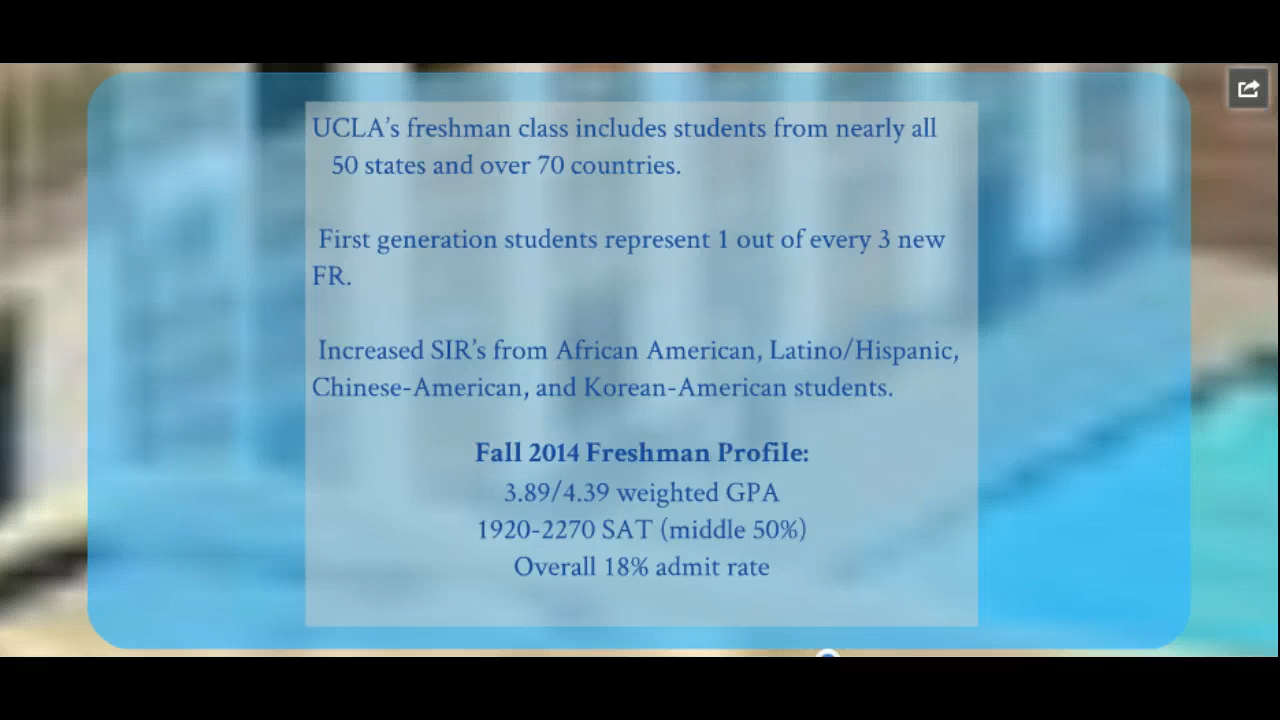 UCLA’s freshman class includes students from nearly all
50 states and over 70 countries.
First generation students represent 1 out of every 3 new
FR.
Increased SIR’s from African American, Latino/Hispanic,
Chinese-American, and Korean-American students.
Fall 2014 Freshman Profile:
3.89/4.39 weighted GPA
1920-2270 SAT (middle 50%)
Overall 18% admit rate